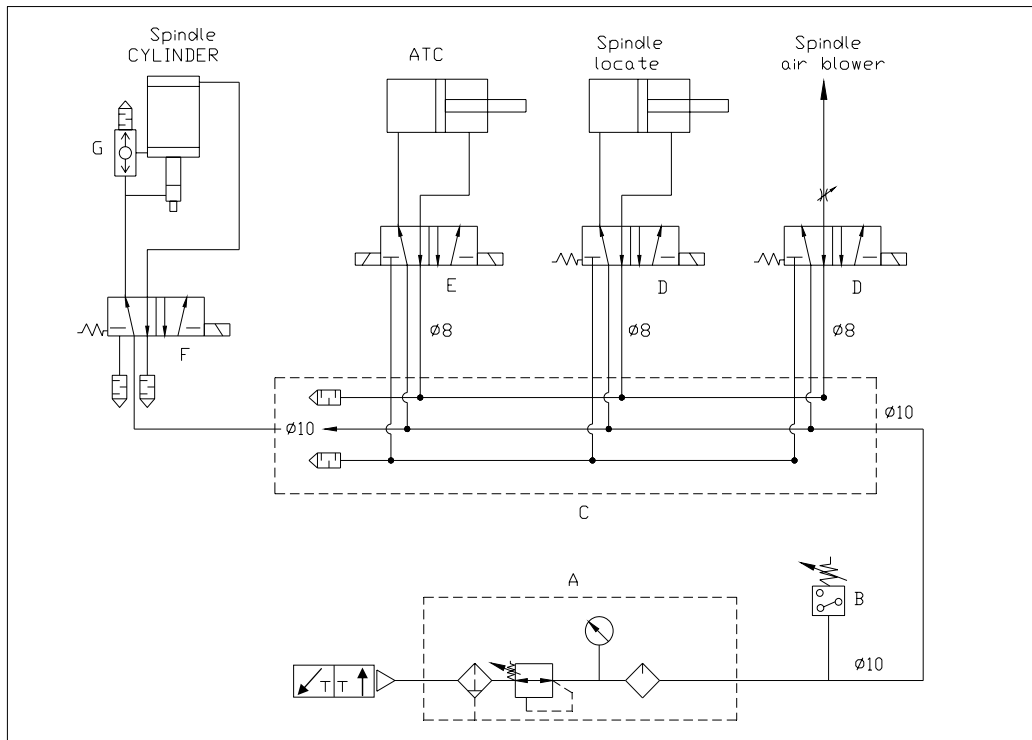 Spindle
CYLINDER
ATC
Spindle
locate
Spindle
air blower
G
E
D
D
F
Ø8
Ø8
Ø8
Ø10
Ø10
C
A
B
Ø10